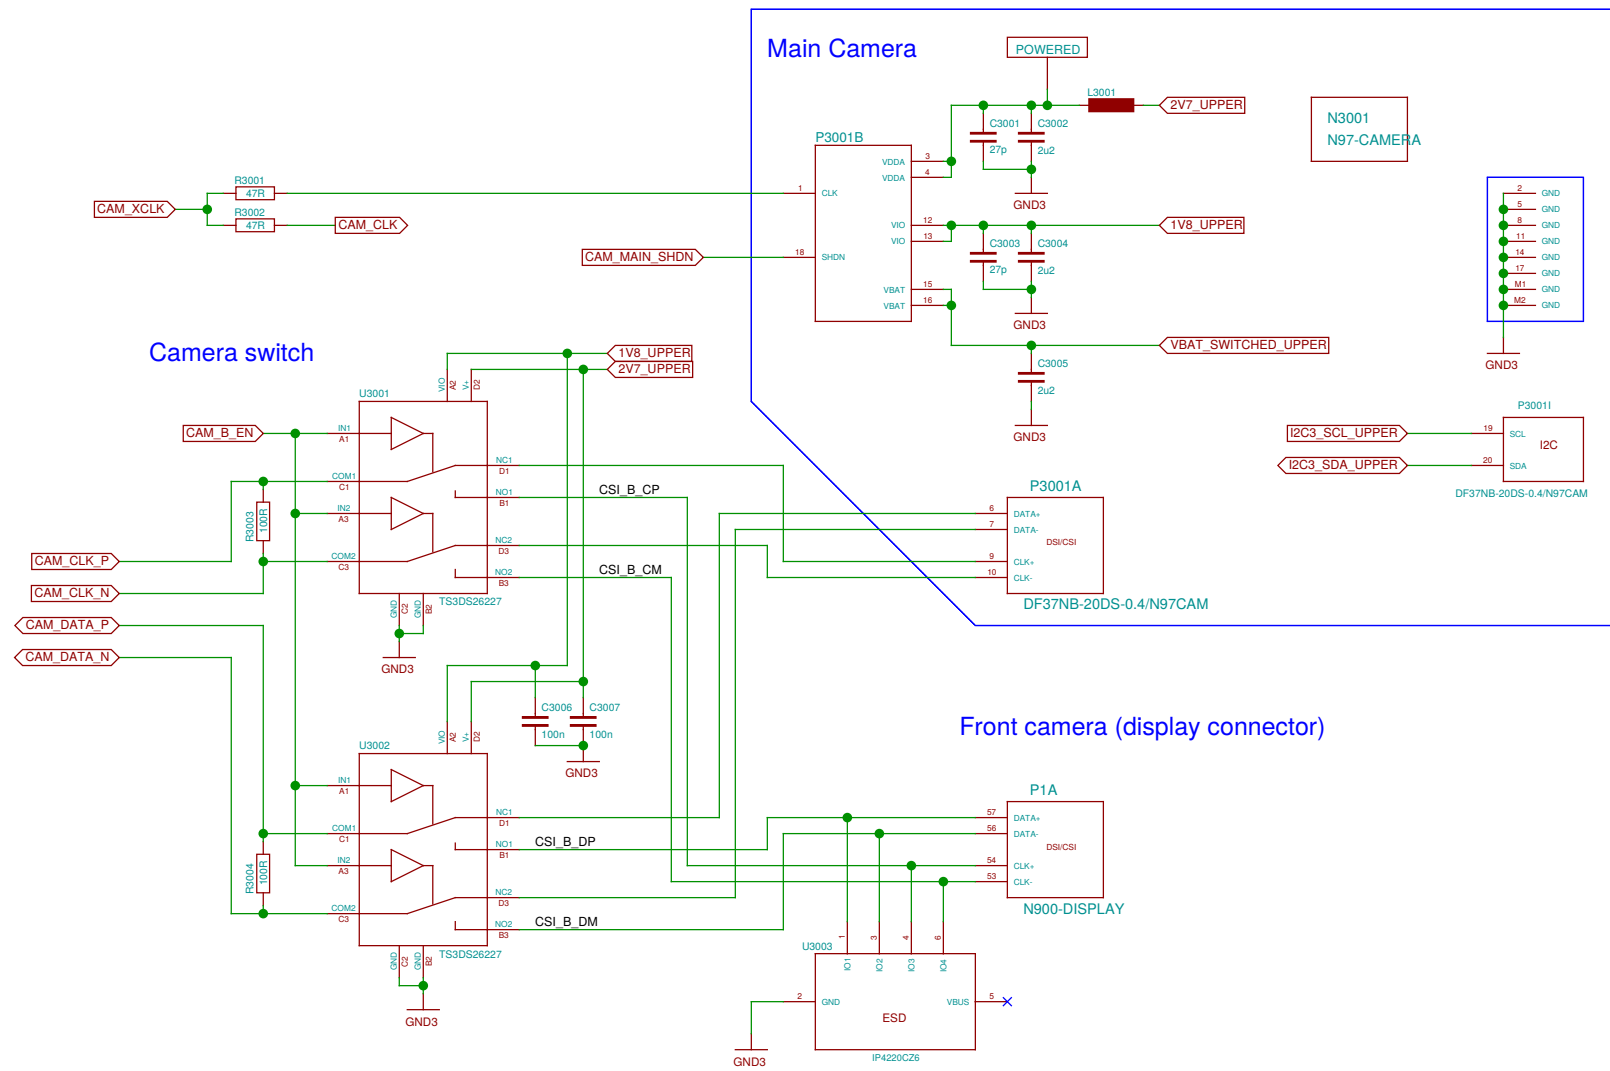 Main Camera
POWERED
L3001
2V7_UPPER
C3001
27p
C3002
2u2
GND3
N3001
N97-CAMERA
P3001B
VDDA
3
VDDA
4
1
CLK
VIO
12
VIO
13
18
SHDN
VBAT
15
VBAT
16
1V8_UPPER
C3003
27p
C3004
2u2
GND3
VBAT_SWITCHED_UPPER
C3005
2u2
GND3
2
GND
5
GND
8
GND
11
GND
14
GND
17
GND
M1
GND
M2
GND
GND3
R3001
47R
CAM_XCLK
R3002
47R
CAM_CLK
CAM_MAIN_SHDN
P3001I
I2C3_SCL_UPPER
19
SCL
I2C
I2C3_SDA_UPPER
20
SDA
DF37NB-20DS-0.4/N97CAM
Camera switch
1V8_UPPER
2V7_UPPER
VIO
A2
V+
D2
U3001
CAM_B_EN
IN1
A1
COM1
C1
IN2
A3
COM2
C3
NC1
D1
NO1
B1
CSI_B_CP
NC2
D3
NO2
B3
CSI_B_CM
GND
C2
GND
B2
TS3DS26227
GND3
R3003
100R
CAM_CLK_P
CAM_CLK_N
CAM_DATA_P
CAM_DATA_N
P3001A
6
DATA+
7
DATA-
DSI/CSI
9
CLK+
10
CLK-
DF37NB-20DS-0.4/N97CAM
C3006
100n
C3007
100n
GND3
VIO
A2
V+
D2
U3002
IN1
A1
COM1
C1
IN2
A3
COM2
C3
NC1
D1
NO1
B1
CSI_B_DP
NC2
D3
NO2
B3
CSI_B_DM
GND
C2
GND
B2
TS3DS26227
GND3
R3004
100R
Front camera (display connector)
P1A
57
DATA+
56
DATA-
DSI/CSI
54
CLK+
53
CLK-
N900-DISPLAY
U3003
1
IO1
3
IO2
4
IO3
6
IO4
2
GND
VBUS
5
ESD
IP4220CZ6
GND3